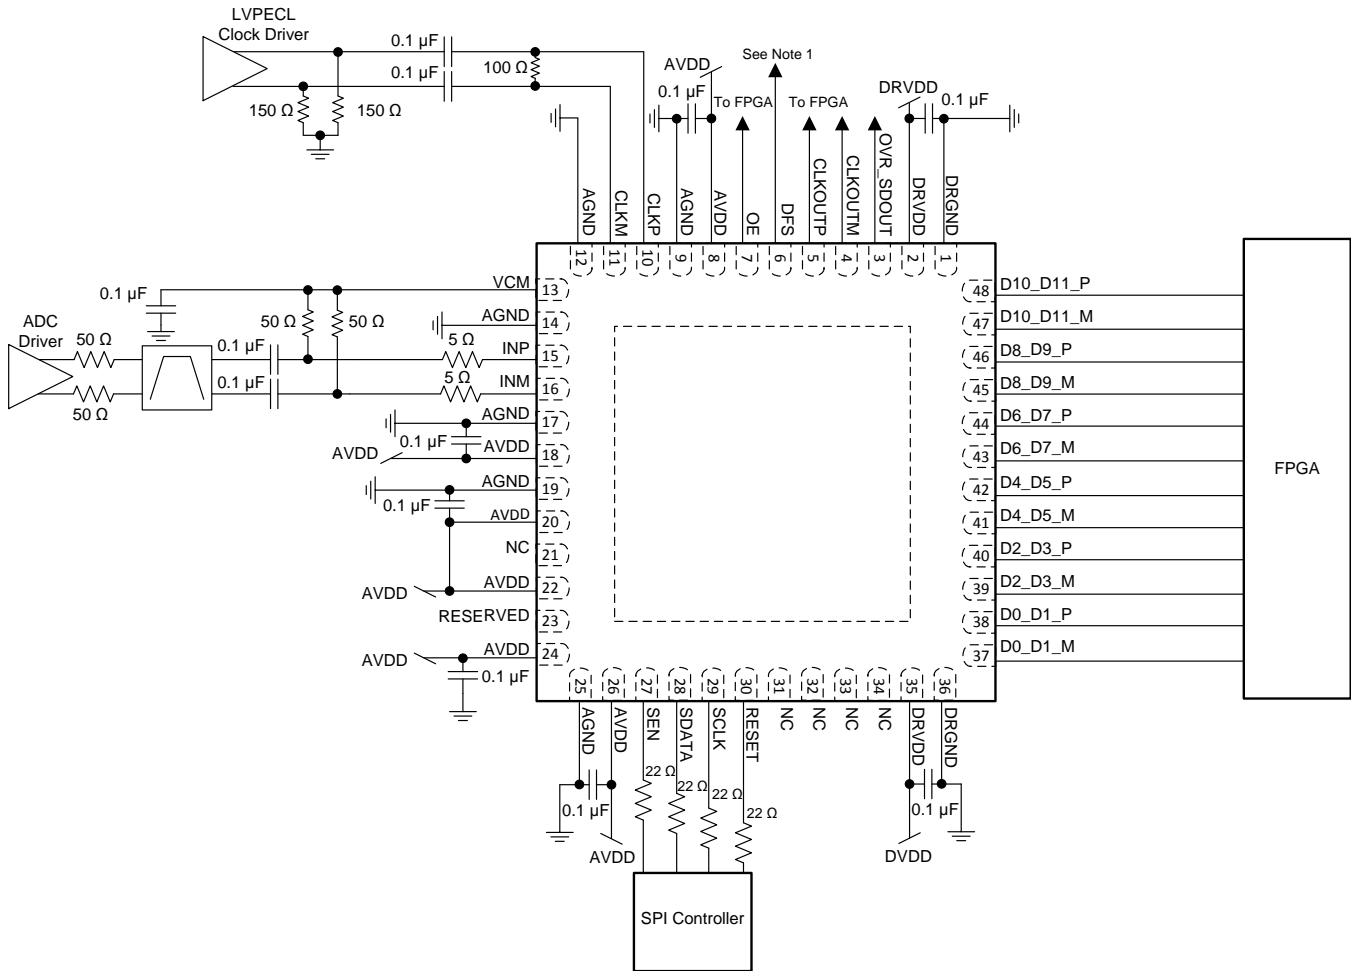 LVPECL
Clock Driver
0.1 µF
0.1 µF
100 Ω
150 Ω
150 Ω
See Note 1
AVDD
0.1 µF
To FPGA
To FPGA
DRVDD
0.1 µF
AGND
CLKM
CLKP
AGND
AVDD
OE
DFS
CLKOUTP
CLKOUTM
OVR_SDOUT
DRVDD
DRGND
12
11
10
9
8
7
6
5
4
3
2
1
VCM
13
0.1 µF
50 Ω
50 Ω
AGND
14
ADC
Driver
50 Ω
50 Ω
0.1 µF
0.1 µF
5 Ω
INP
15
5 Ω
INM
16
AGND
17
0.1 µF
AVDD
AVDD
18
AGND
19
0.1 µF
AVDD
20
NC
21
AVDD
AVDD
22
RESERVED
23
AVDD
AVDD
24
0.1 µF
48
D10_D11_P
47
D10_D11_M
46
D8_D9_P
45
D8_D9_M
44
D6_D7_P
43
D6_D7_M
42
D4_D5_P
41
D4_D5_M
40
D2_D3_P
39
D2_D3_M
38
D0_D1_P
37
D0_D1_M
FPGA
25
26
27
28
29
30
31
32
33
34
35
36
AGND
AVDD
SEN
SDATA
SCLK
RESET
NC
NC
NC
NC
DRVDD
DRGND
0.1 µF
22 Ω
22 Ω
22 Ω
22 Ω
0.1 µF
AVDD
DVDD
SPI Controller